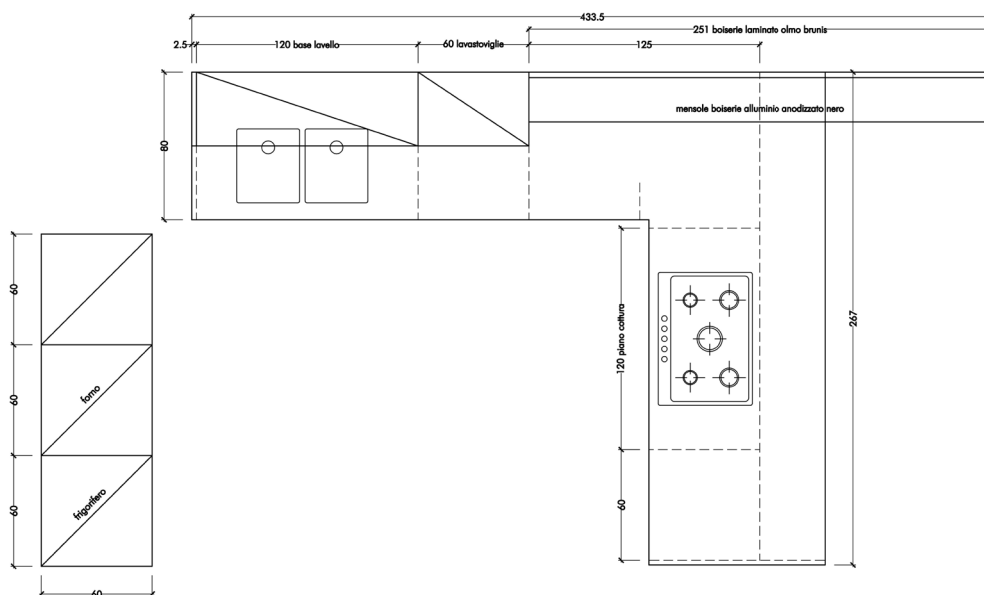 433.5
251 boiserie laminato olmo brunis
2.5
120 base lavello
60 lavastoviglie
125
mensole boiserie alluminio anodizzato nero
80
267
60
120 piano cottura
60
forno
60
frigorifero
60
60